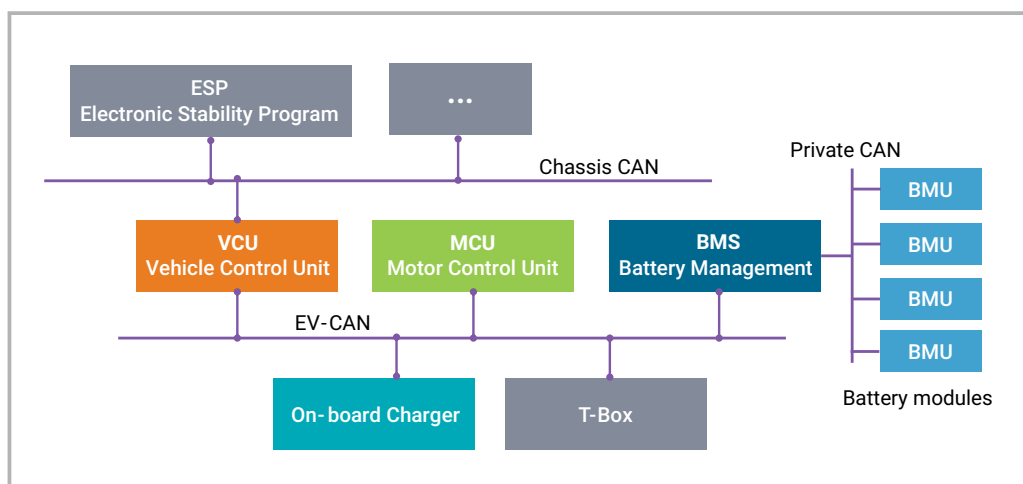 ESP
Electronic Stability Program
...
Chassis CAN
Private CAN
BMU
BMU
BMU
BMU
Battery modules
VCU
Vehicle Control Unit
MCU
Motor Control Unit
BMS
Battery Management
EV-CAN
On-board Charger
T-Box